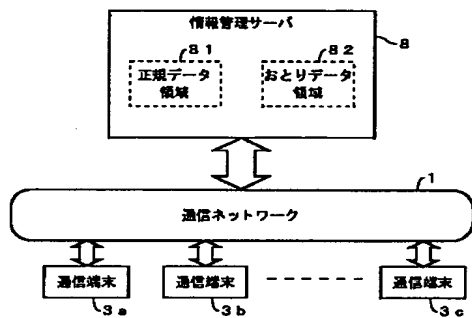 情報管理サーバ
8
81
82
正規データ
領域
おとりデータ
領域
1
通信ネットワーク
通信端末
通信端末
通信端末
3a
3b
3c